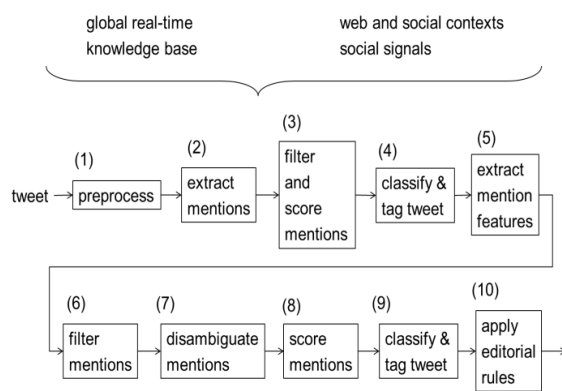 global real-time
knowledge base
web and social contexts
social signals
(1)
(2)
(3)
(4)
(5)
tweet
preprocess
extract
mentions
filter
and
score
mentions
classify &
tag tweet
extract
mention
features
(6)
(7)
(8)
(9)
(10)
filter
mentions
disambiguate
mentions
score
mentions
classify &
tag tweet
apply
editorial
rules